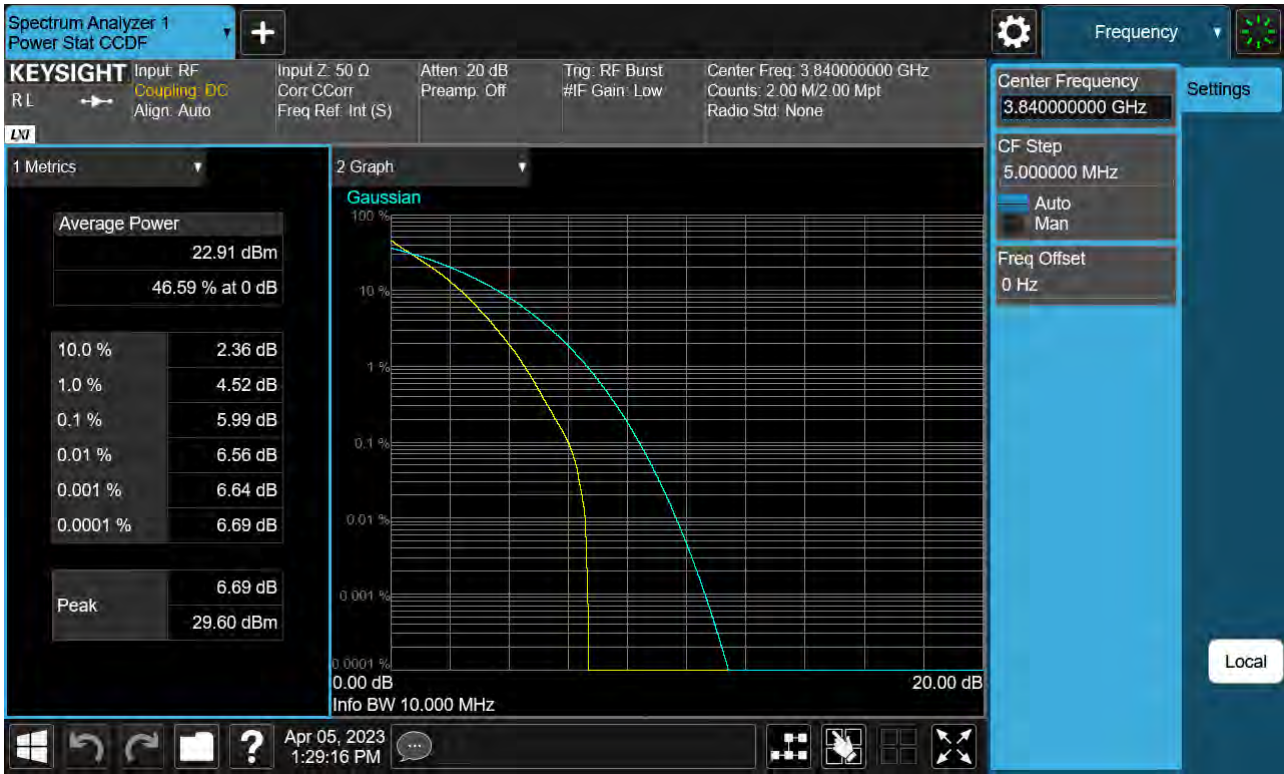 Spectrum Analyzer 1
Power Stat CCDF
+
Frequency
KEYSIGHT
RL
LXI
Input: RF
Coupling: DC
Align: Auto
Input Z: 50 Ω
Corr CCorr
Freq Ref: Int (S)
Atten: 20 dB
Preamp: Off
Trig: RF Burst
#IF Gain: Low
Center Freq: 3.840000000 GHz
Counts: 2.00 M/2.00 Mpt
Radio Std: None
Center Frequency
3.840000000 GHz
Settings
CF Step
5.000000 MHz
Auto
Man
Freq Offset
0 Hz
1 Metrics
Average Power
22.91 dBm
46.59 % at 0 dB
10.0 % 2.36 dB
1.0 % 4.52 dB
0.1 % 5.99 dB
0.01 % 6.56 dB
0.001 % 6.64 dB
0.0001 % 6.69 dB
Peak
6.69 dB
29.60 dBm
2 Graph
Gaussian
100 %
10 %
1 %
0.1 %
0.01 %
0.001 %
0.0001 %
0.00 dB 20.00 dB
Info BW 10.000 MHz
Local
?
Apr 05, 2023
1:29:16 PM